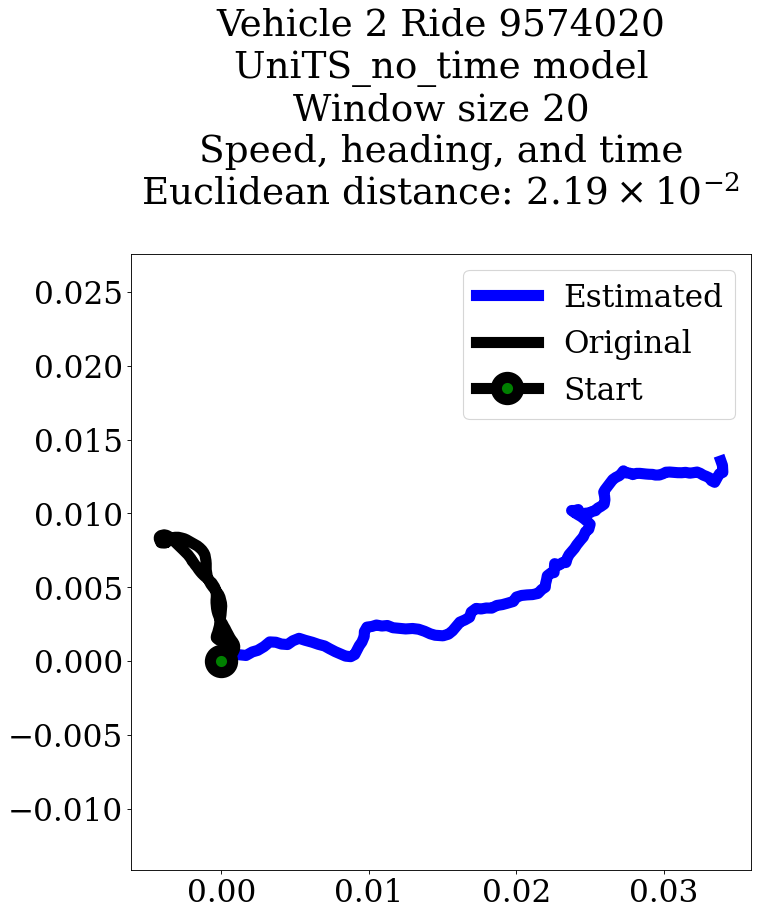 Vehicle 2 Ride 9574020
UniTS_no_time model
Window size 20
Speed, heading, and time
Euclidean distance: 2.19 × 10⁻²
Estimated
Original
Start
0.025
0.020
0.015
0.010
0.005
0.000
−0.005
−0.010
0.00 0.01 0.02 0.03